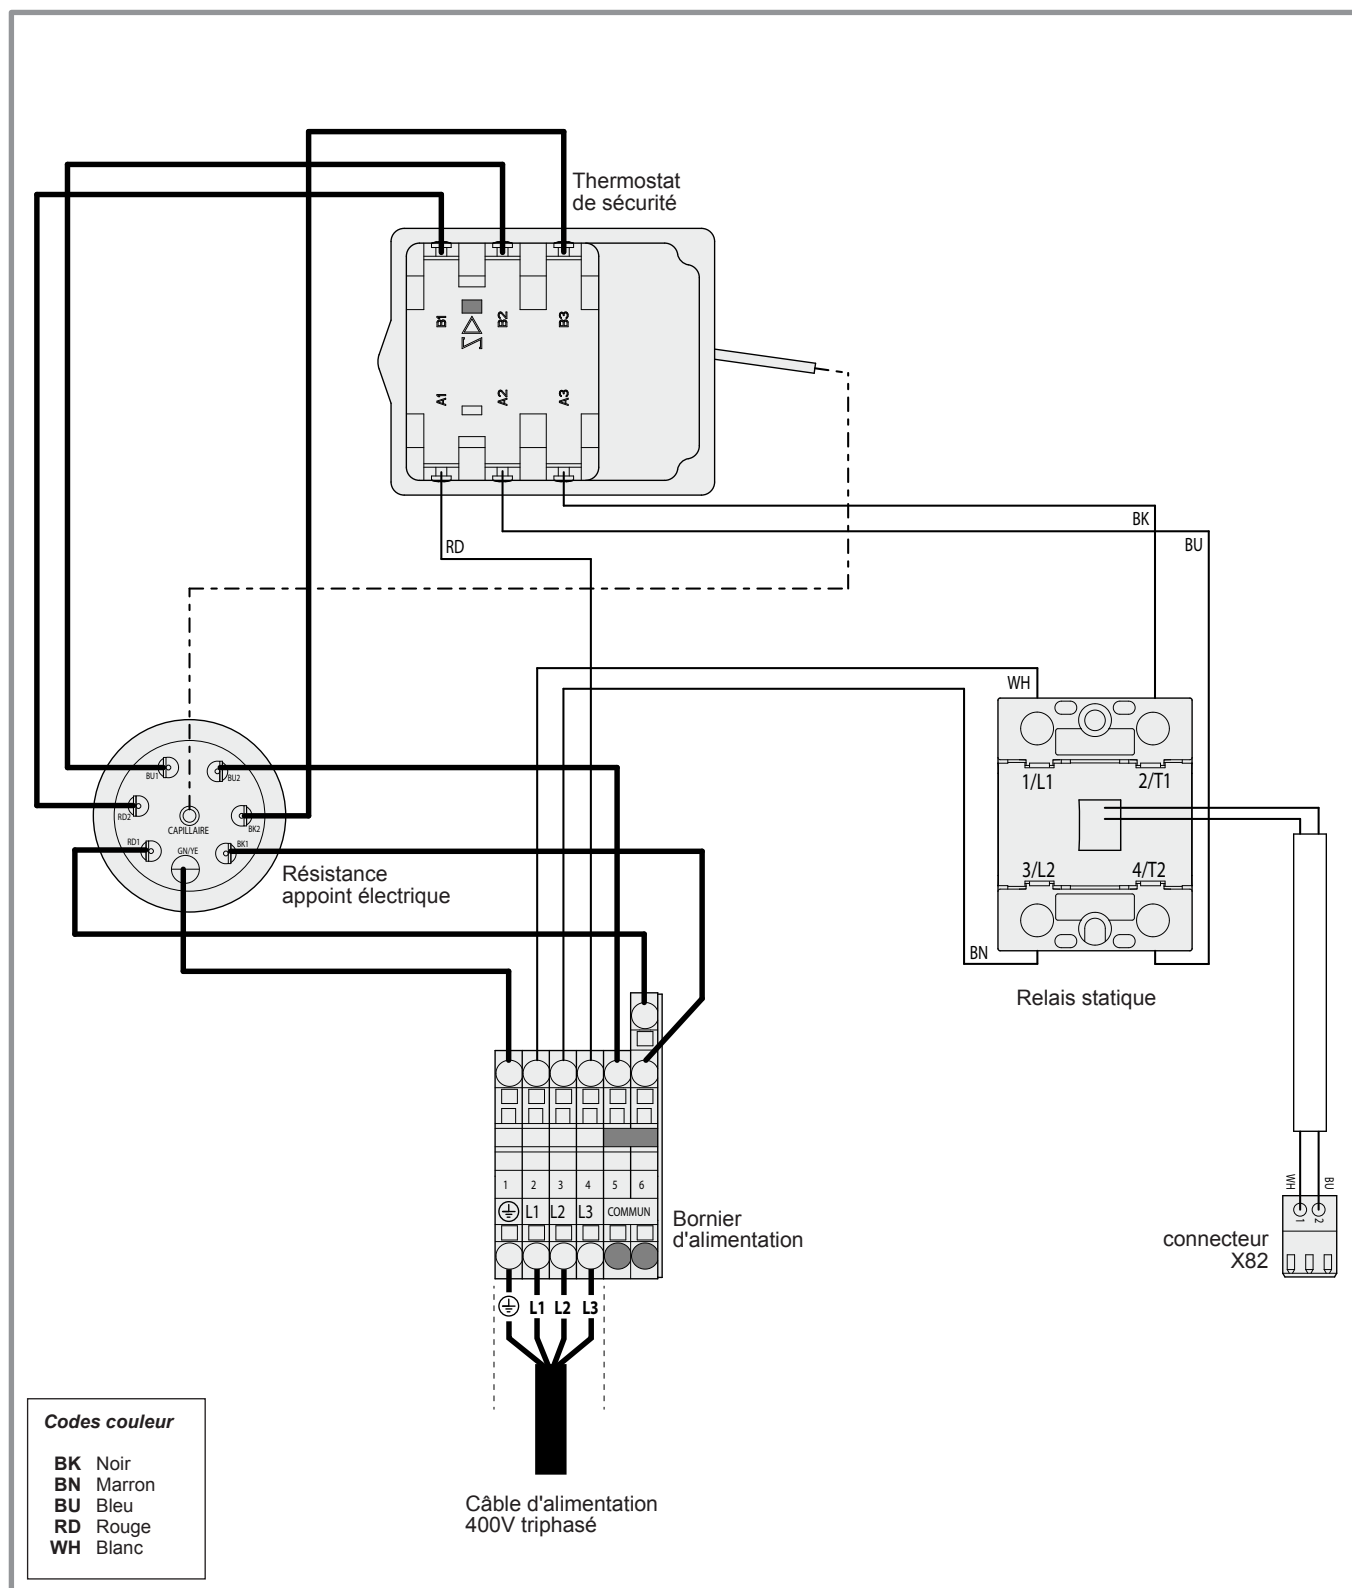 Thermostat
de sécurité
B1
B2
B3
A1
A2
A3
BK
BU
RD
WH
1/L1
2/T1
3/L2
4/T2
BN
Relais statique
BU1
BU2
RD2
CAPILLAIRE
BK2
RD1
GN/YE
BK1
Résistance
appoint électrique
1 2 3 4 5 6
L1 L2 L3 COMMUN
Bornier
d'alimentation
L1 L2 L3
WH
BU
1
2
connecteur
X82
Câble d'alimentation
400V triphasé
Codes couleur
BK Noir
BN Marron
BU Bleu
RD Rouge
WH Blanc